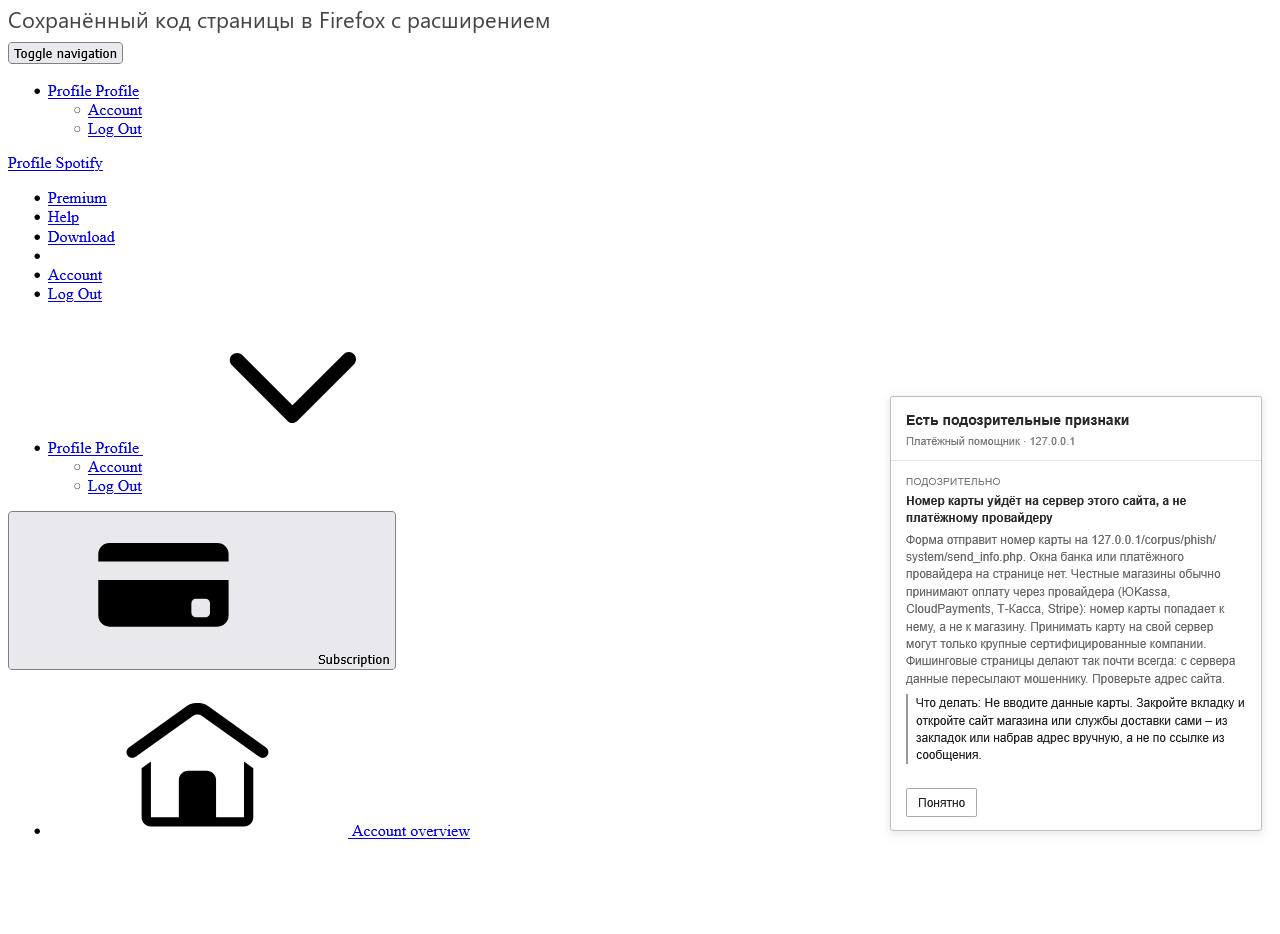 Сохранённый код страницы в Firefox с расширением
Toggle navigation
Profile Profile
Account
Log Out
Profile Spotify
Premium
Help
Download
Account
Log Out
Profile Profile
Account
Log Out
Subscription
Account overview
Есть подозрительные признаки
Платёжный помощник · 127.0.0.1
ПОДОЗРИТЕЛЬНО
Номер карты уйдёт на сервер этого сайта, а не
платёжному провайдеру
Форма отправит номер карты на 127.0.0.1/corpus/phish/
system/send_info.php. Окна банка или платёжного
провайдера на странице нет. Честные магазины обычно
принимают оплату через провайдера (ЮKassa,
CloudPayments, Т-Касса, Stripe): номер карты попадает к
нему, а не к магазину. Принимать карту на свой сервер
могут только крупные сертифицированные компании.
Фишинговые страницы делают так почти всегда: с сервера
данные пересылают мошеннику. Проверьте адрес сайта.
Что делать: Не вводите данные карты. Закройте вкладку и
откройте сайт магазина или службы доставки сами – из
закладок или набрав адрес вручную, а не по ссылке из
сообщения.
Понятно